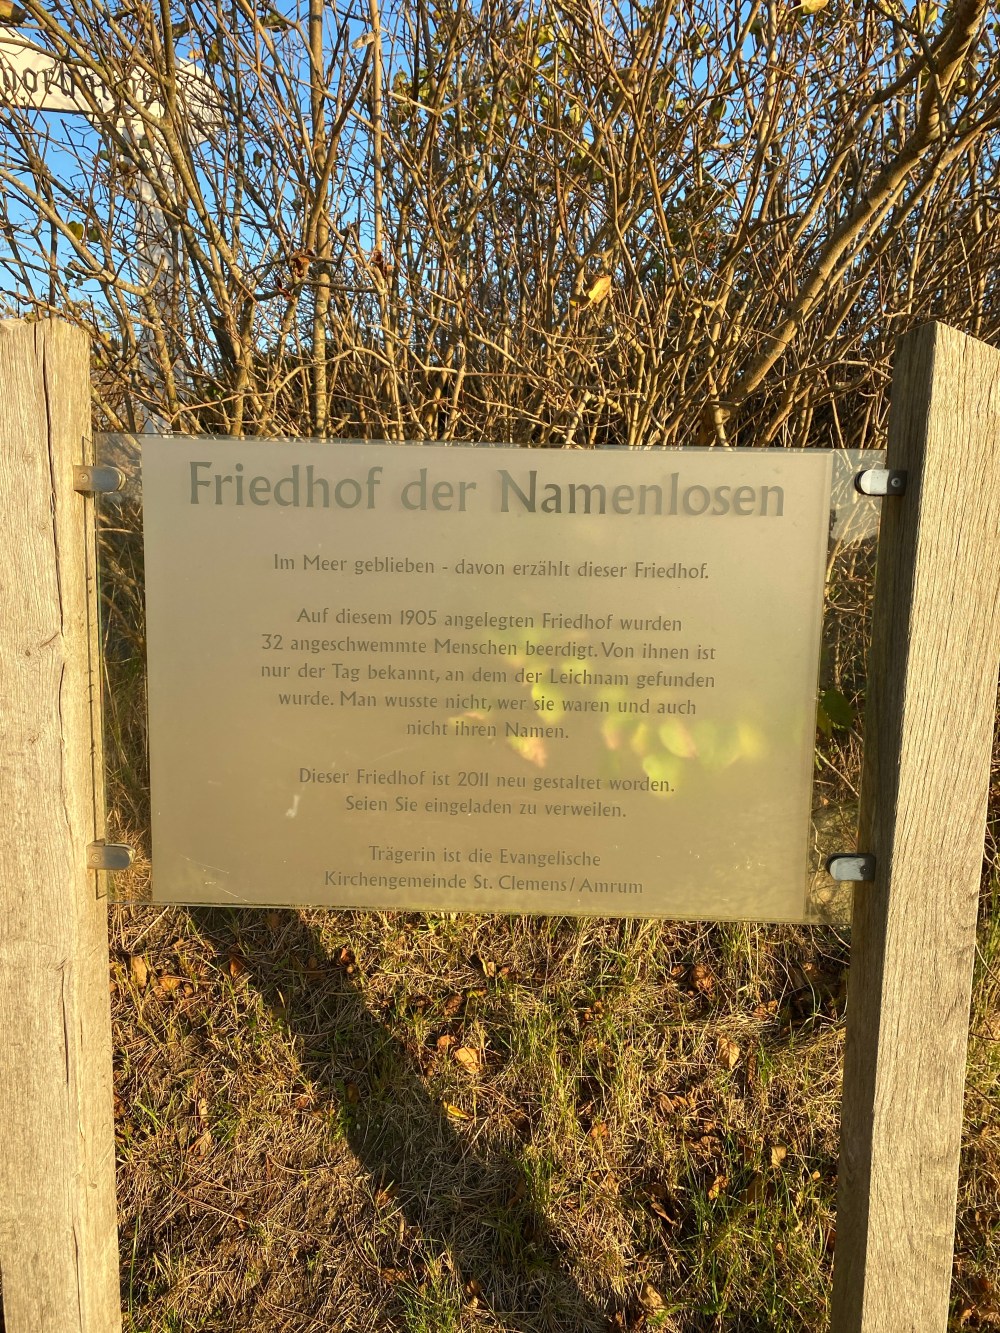 Friedhof der Namenlosen
Im Meer geblieben - davon erzählt dieser Friedhof.
Auf diesem 1905 angelegten Friedhof wurden
32 angeschwemmte Menschen beerdigt. Von ihnen ist
nur der Tag bekannt, an dem der Leichnam gefunden
wurde. Man wusste nicht, wer sie waren und auch
nicht ihren Namen.
Dieser Friedhof ist 2011 neu gestaltet worden.
Seien Sie eingeladen zu verweilen.
Trägerin ist die Evangelische
Kirchengemeinde St. Clemens/Amrum